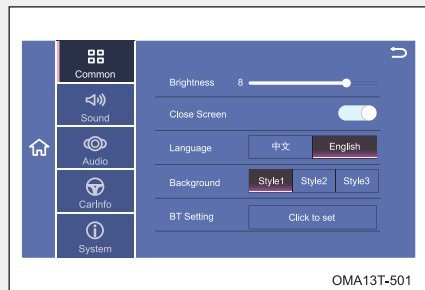 Common
Brightness 8
Close Screen
Sound
Language 中文 English
Audio
Background Style1 Style2 Style3
CarInfo
BT Setting Click to set
System
OMA13T-501